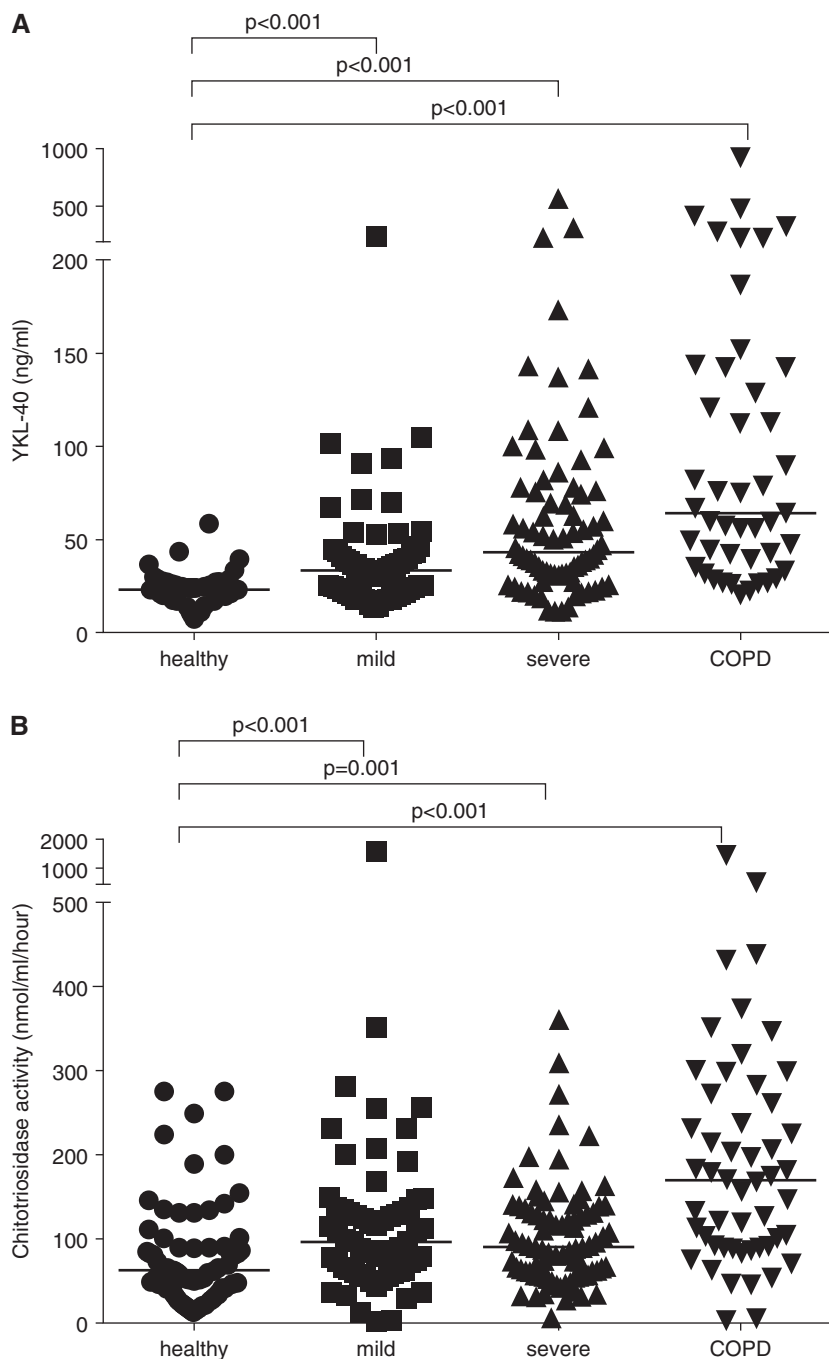 A
p<0.001
p<0.001
p<0.001
1000
500
200
150
100
50
0
YKL-40 (ng/ml)
healthy mild severe COPD
B
p<0.001
p=0.001
p<0.001
2000
1000
500
400
300
200
100
0
Chitotriosidase activity (nmol/ml/hour)
healthy mild severe COPD